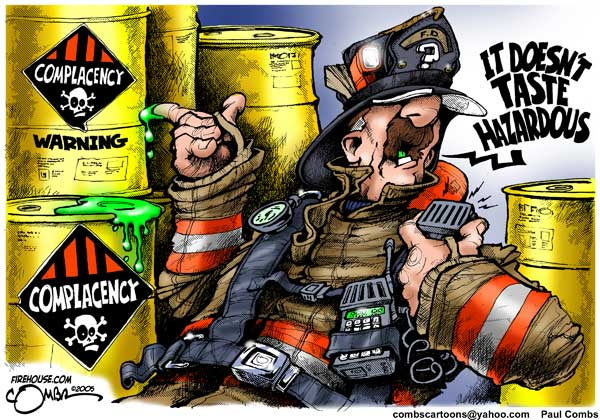 COMPLACENCY
WARNING
COMPLACENCY
F.D.
?
IT DOESN'T
TASTE
HAZARDOUS
FIREHOUSE.COM
COMBS ©2005
combscartoons@yahoo.com Paul Combs